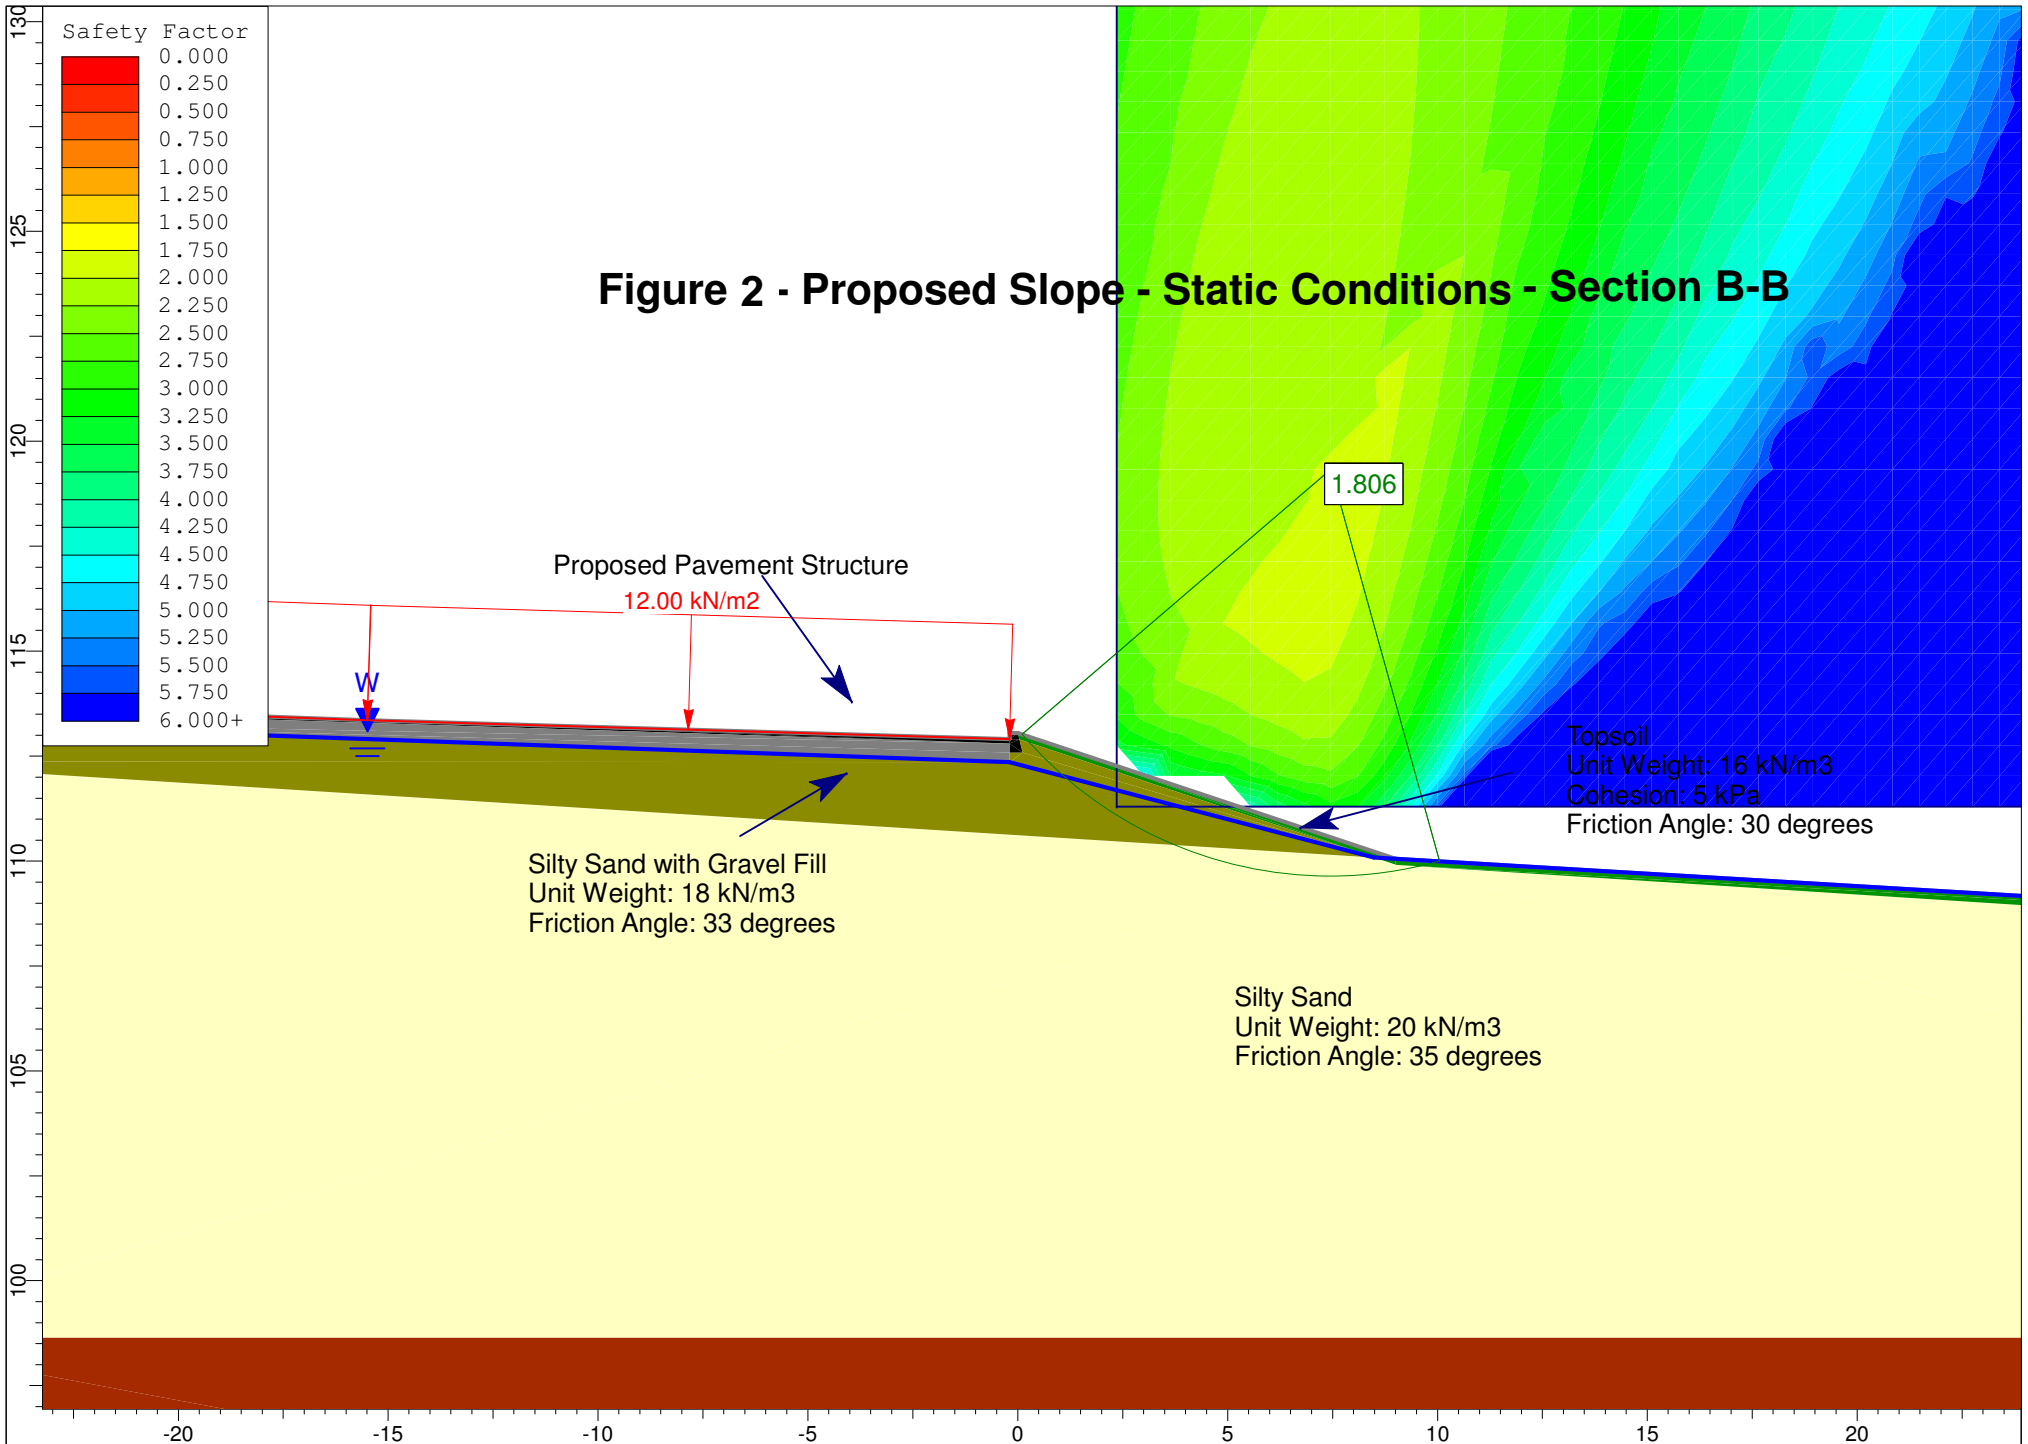 Safety Factor
0.000
0.250
0.500
0.750
1.000
1.250
1.500
1.750
2.000
2.250
2.500
2.750
3.000
3.250
3.500
3.750
4.000
4.250
4.500
4.750
5.000
5.250
5.500
5.750
6.000+
Figure 2 - Proposed Slope - Static Conditions - Section B-B
1.806
Proposed Pavement Structure
12.00 kN/m2
W
Topsoil
Unit Weight: 16 kN/m3
Cohesion: 5 kPa
Friction Angle: 30 degrees
Silty Sand with Gravel Fill
Unit Weight: 18 kN/m3
Friction Angle: 33 degrees
Silty Sand
Unit Weight: 20 kN/m3
Friction Angle: 35 degrees
130
125
120
115
110
105
100
-20 -15 -10 -5 0 5 10 15 20